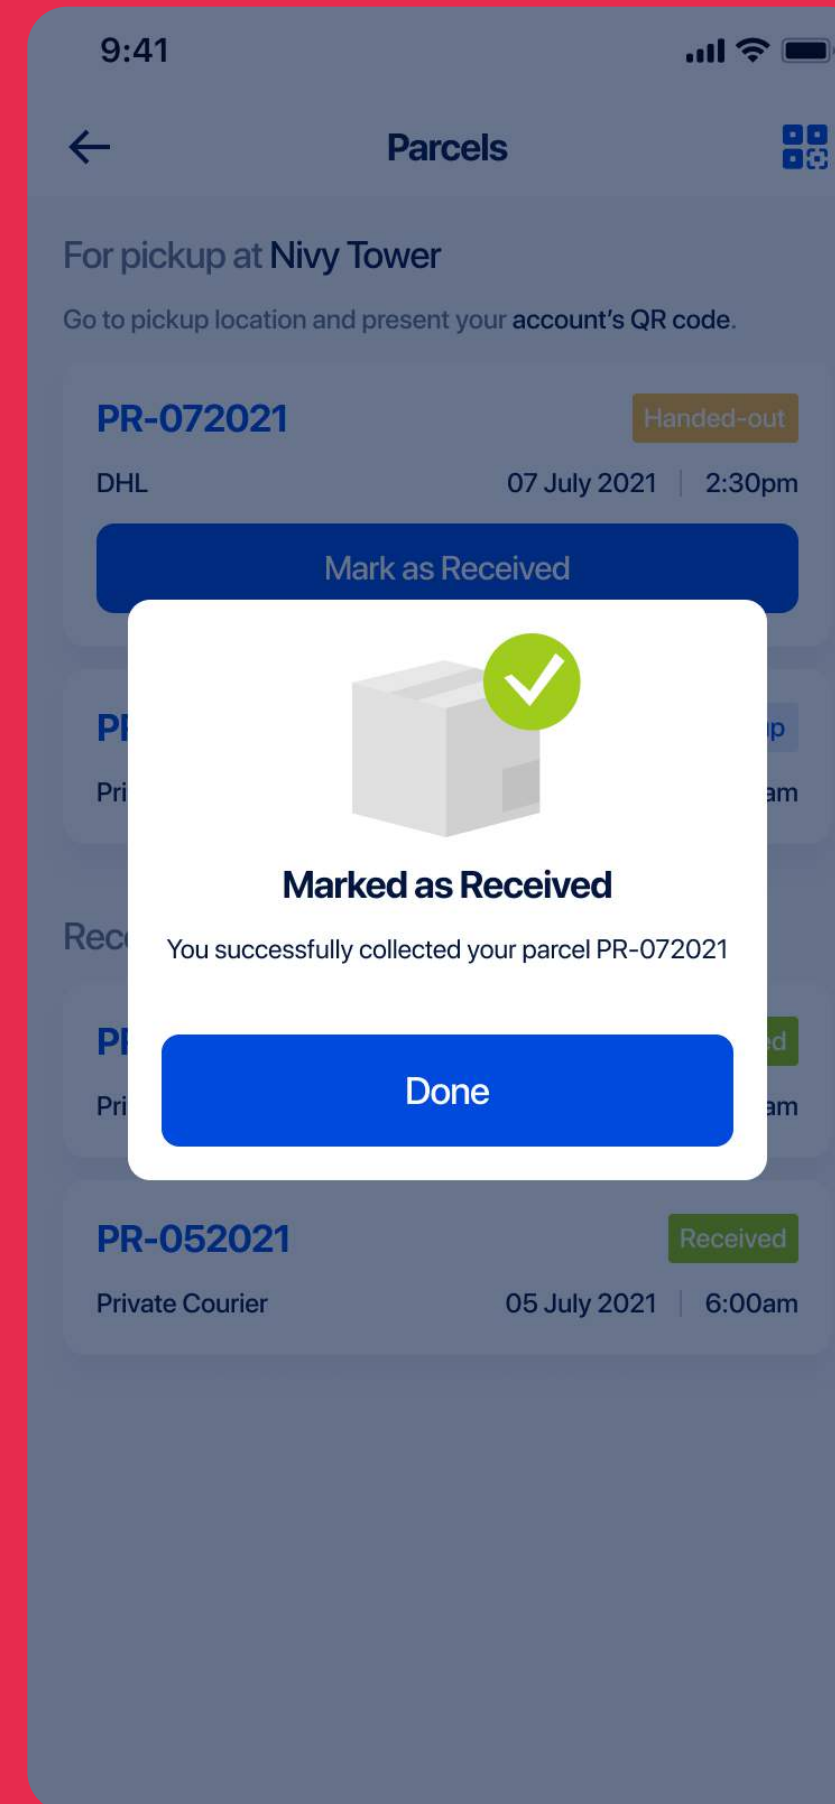 9:41
Parcels
For pickup at Nivy Tower
Go to pickup location and present your account's QR code.
PR-072021 Handed-out
DHL 07 July 2021 2:30pm
Mark as Received
am
Marked as Received
You successfully collected your parcel PR-072021
Done
am
PR-052021 Received
Private Courier 05 July 2021 6:00am